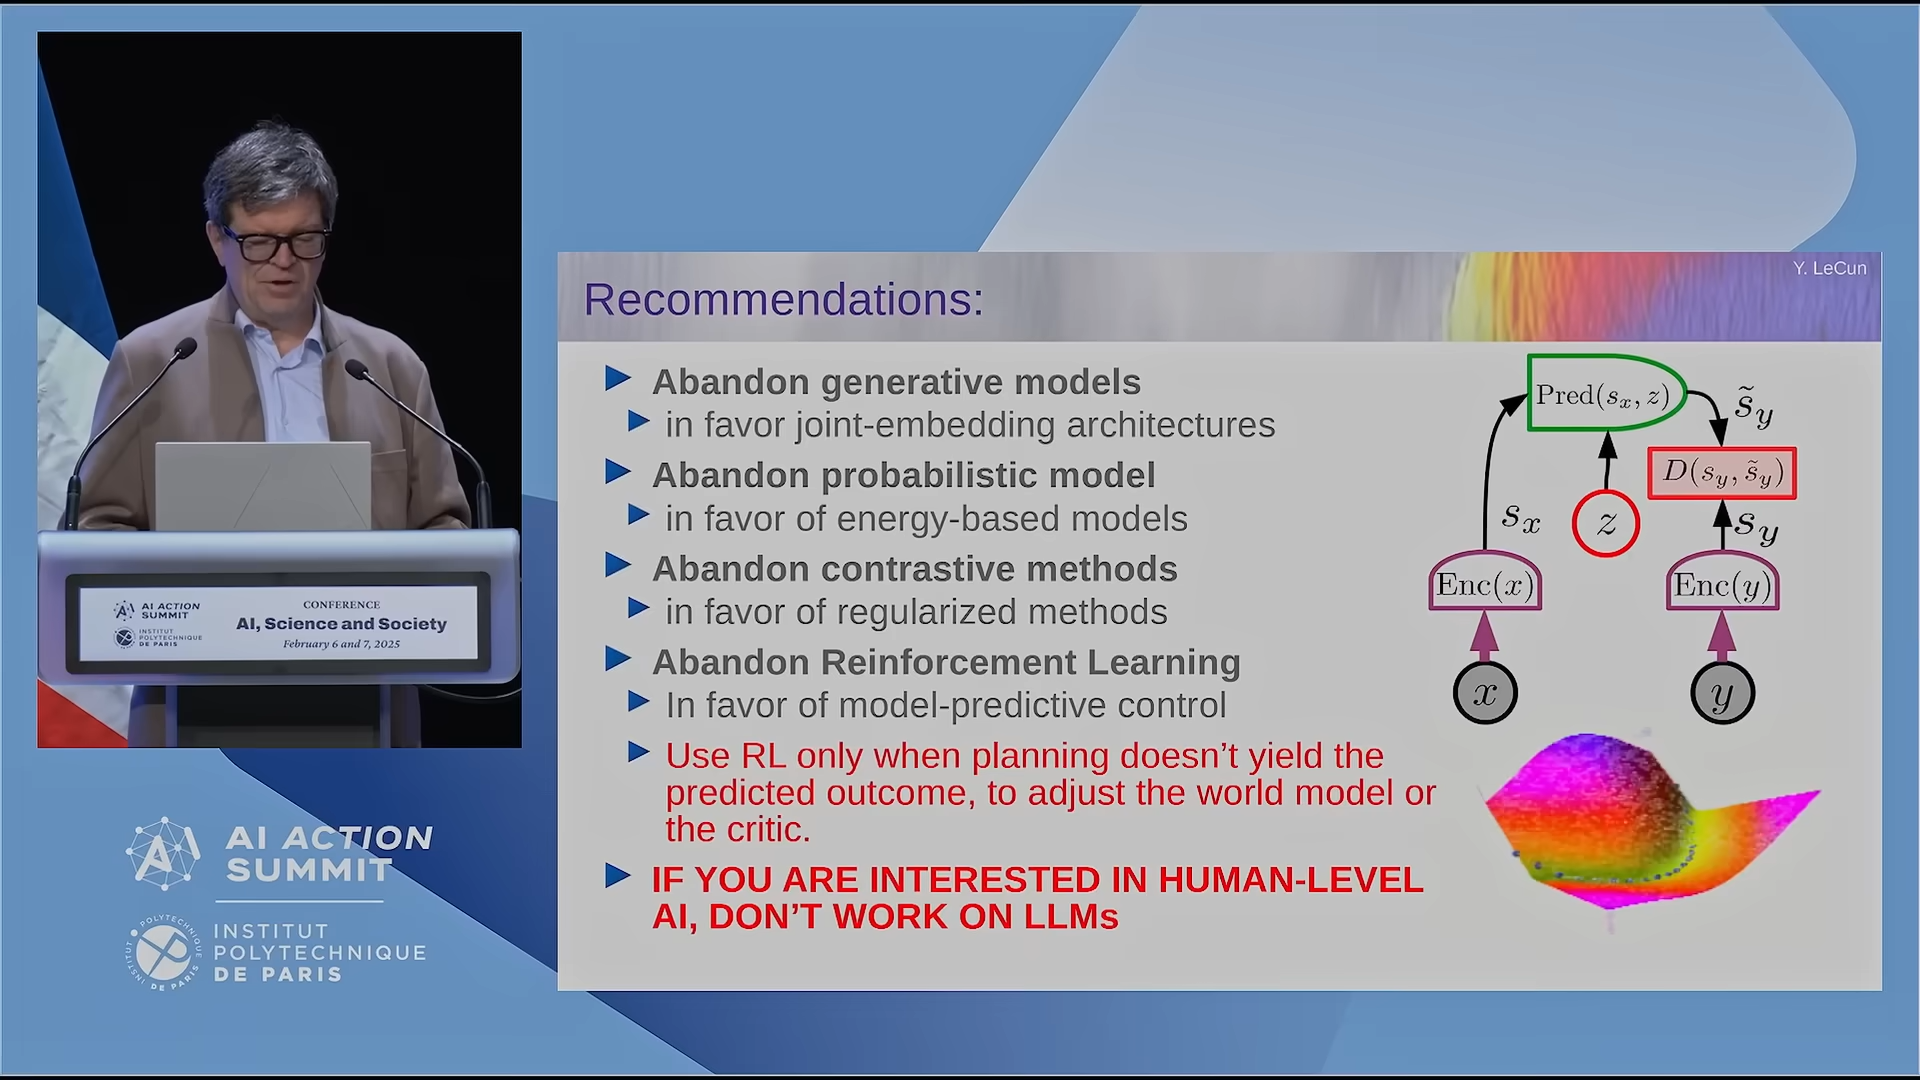 Y. LeCun
Recommendations:
Abandon generative models
in favor joint-embedding architectures
Abandon probabilistic model
in favor of energy-based models
Abandon contrastive methods
in favor of regularized methods
Abandon Reinforcement Learning
In favor of model-predictive control
Use RL only when planning doesn’t yield the
predicted outcome, to adjust the world model or
the critic.
IF YOU ARE INTERESTED IN HUMAN-LEVEL
AI, DON’T WORK ON LLMs
Pred(sₓ, z)
s̃_y
D(s_y, s̃_y)
sₓ
z
s_y
Enc(x)
Enc(y)
x
y
AI ACTION
SUMMIT
INSTITUT
POLYTECHNIQUE
DE PARIS
CONFERENCE
AI, Science and Society
February 6 and 7, 2025
AI ACTION
SUMMIT
INSTITUT
POLYTECHNIQUE
DE PARIS